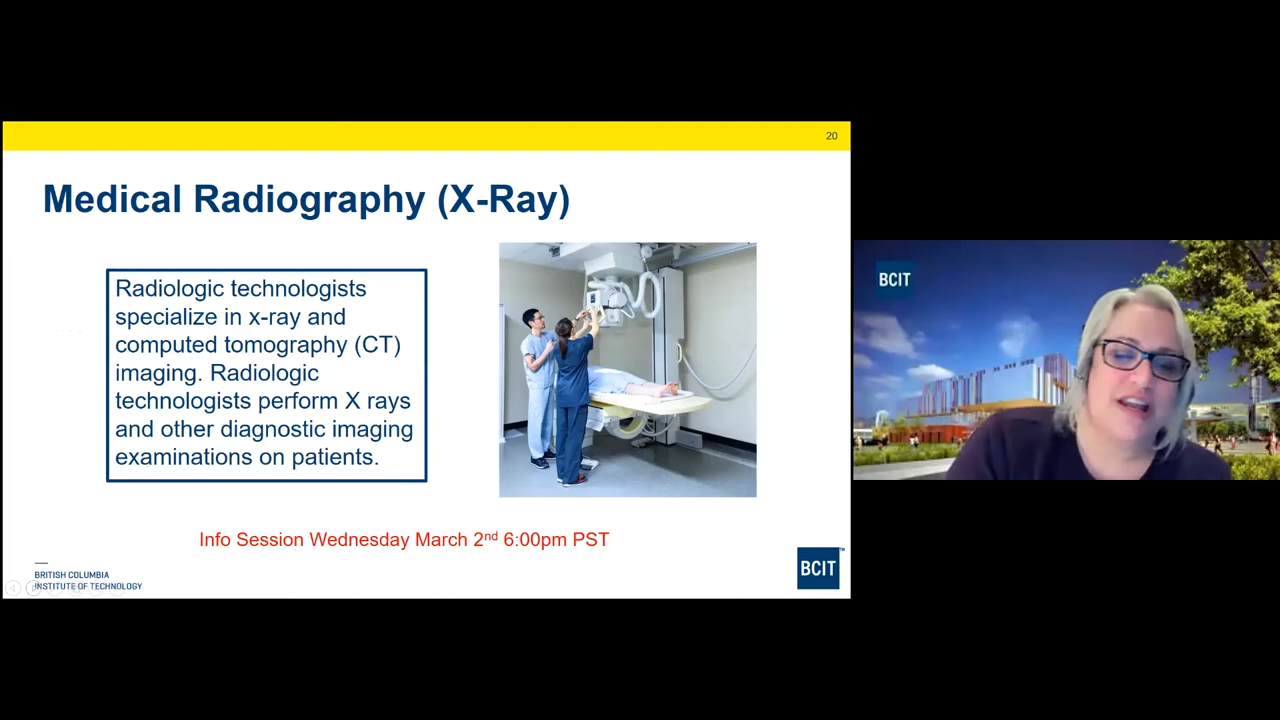 20
Medical Radiography (X-Ray)
Radiologic technologists
specialize in x-ray and
computed tomography (CT)
imaging. Radiologic
technologists perform X rays
and other diagnostic imaging
examinations on patients.
Info Session Wednesday March 2nd 6:00pm PST
BRITISH COLUMBIA
INSTITUTE OF TECHNOLOGY
BCIT™
BCIT